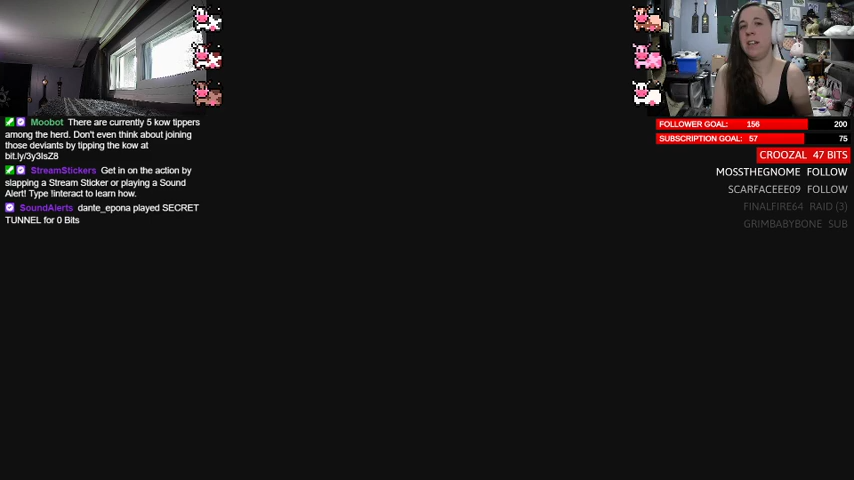 Moobot There are currently 5 kow tippers
among the herd. Don't even think about joining
those deviants by tipping the kow at
bit.ly/3y3IsZ8
StreamStickers Get in on the action by
slapping a Stream Sticker or playing a Sound
Alert! Type !interact to learn how.
SoundAlerts dante_epona played SECRET
TUNNEL for 0 Bits
FOLLOWER GOAL: 156 200
SUBSCRIPTION GOAL: 57 75
CROOZAL 47 BITS
MOSSTHEGNOME FOLLOW
SCARFACEEE09 FOLLOW
FINALFIRE64 RAID (3)
GRIMBABYBONE SUB